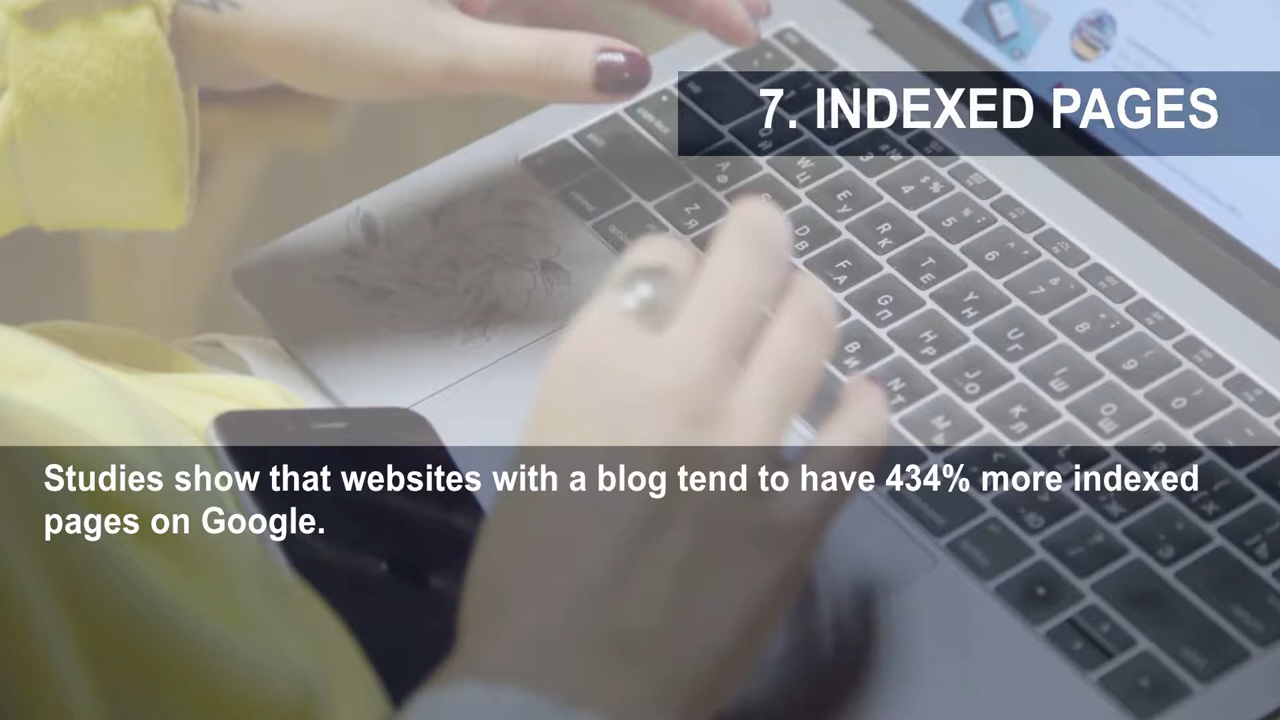 7. INDEXED PAGES
Studies show that websites with a blog tend to have 434% more indexed
pages on Google.